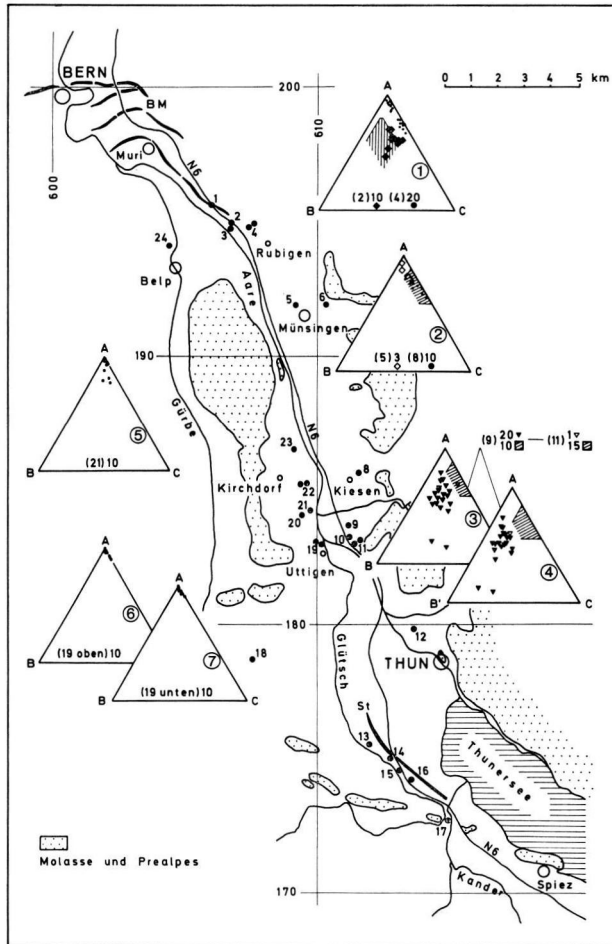 BERN
200
A
0 1 2 3 4 5 km
610
BM
600
Muri
N6
1
(2)10 (4)20
B
C
1
2
3
4
24
Rubigen
Belp
Aare
A
5
6
Münsingen
2
(5)3 (8)10
B
C
190
A
Gürbe
N6
5
(21)10
B
C
(9) 20 10 — (11) 1 15
A
23
8
Kirchdorf
22
Kiesen
21
20
9
10
11
19
Uttigen
3
B
A
4
B'
C
A
6
(19 oben)10
B
A
7
(19 unten)10
B
C
18
180
12
THUN
Glütsch
St
13
14
15
16
Thunersee
17
N6
Molasse und Prealpes
Kander
Spiez
170